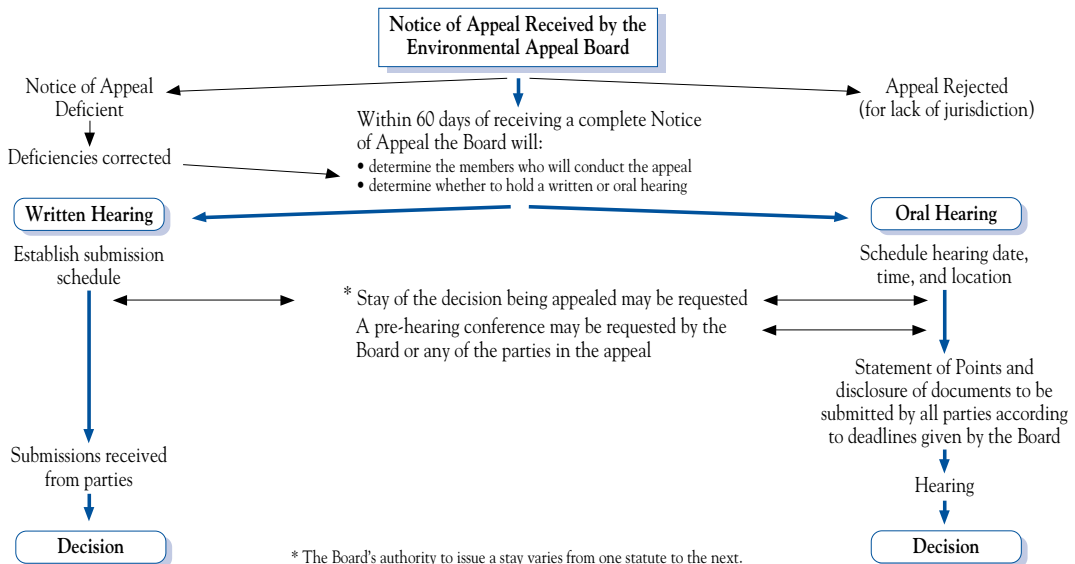 Notice of Appeal Received by the
Environmental Appeal Board
Notice of Appeal
Deficient
Appeal Rejected
(for lack of jurisdiction)
Within 60 days of receiving a complete Notice
of Appeal the Board will:
• determine the members who will conduct the appeal
• determine whether to hold a written or oral hearing
Deficiencies corrected
Written Hearing
Oral Hearing
Establish submission
schedule
Schedule hearing date,
time, and location
* Stay of the decision being appealed may be requested
A pre-hearing conference may be requested by the
Board or any of the parties in the appeal
Statement of Points and
disclosure of documents to be
submitted by all parties according
to deadlines given by the Board
Submissions received
from parties
Hearing
Decision
Decision
* The Board's authority to issue a stay varies from one statute to the next.